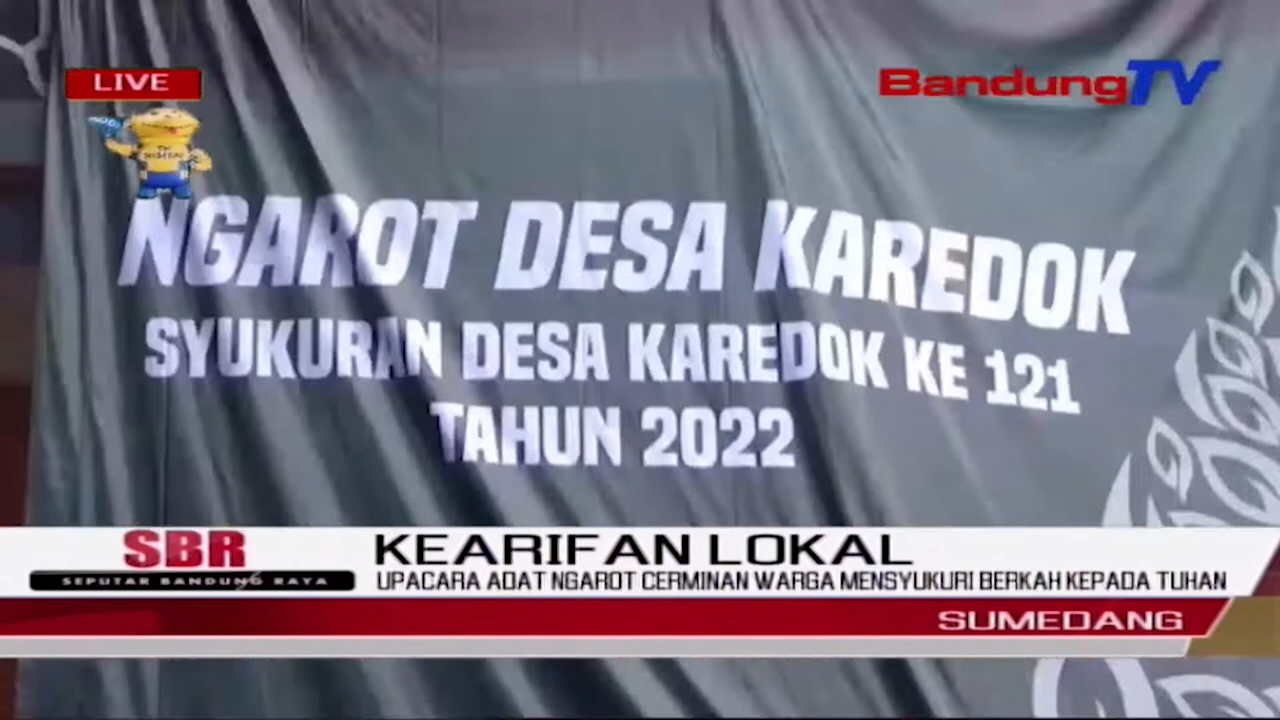 LIVE
BandungTV
NGAROT DESA KAREDOK
SYUKURAN DESA KAREDOK KE 121
TAHUN 2022
SBR
SEPUTAR BANDUNG RAYA
KEARIFAN LOKAL
UPACARA ADAT NGAROT CERMINAN WARGA MENSYUKURI BERKAH KEPADA TUHAN
SUMEDANG